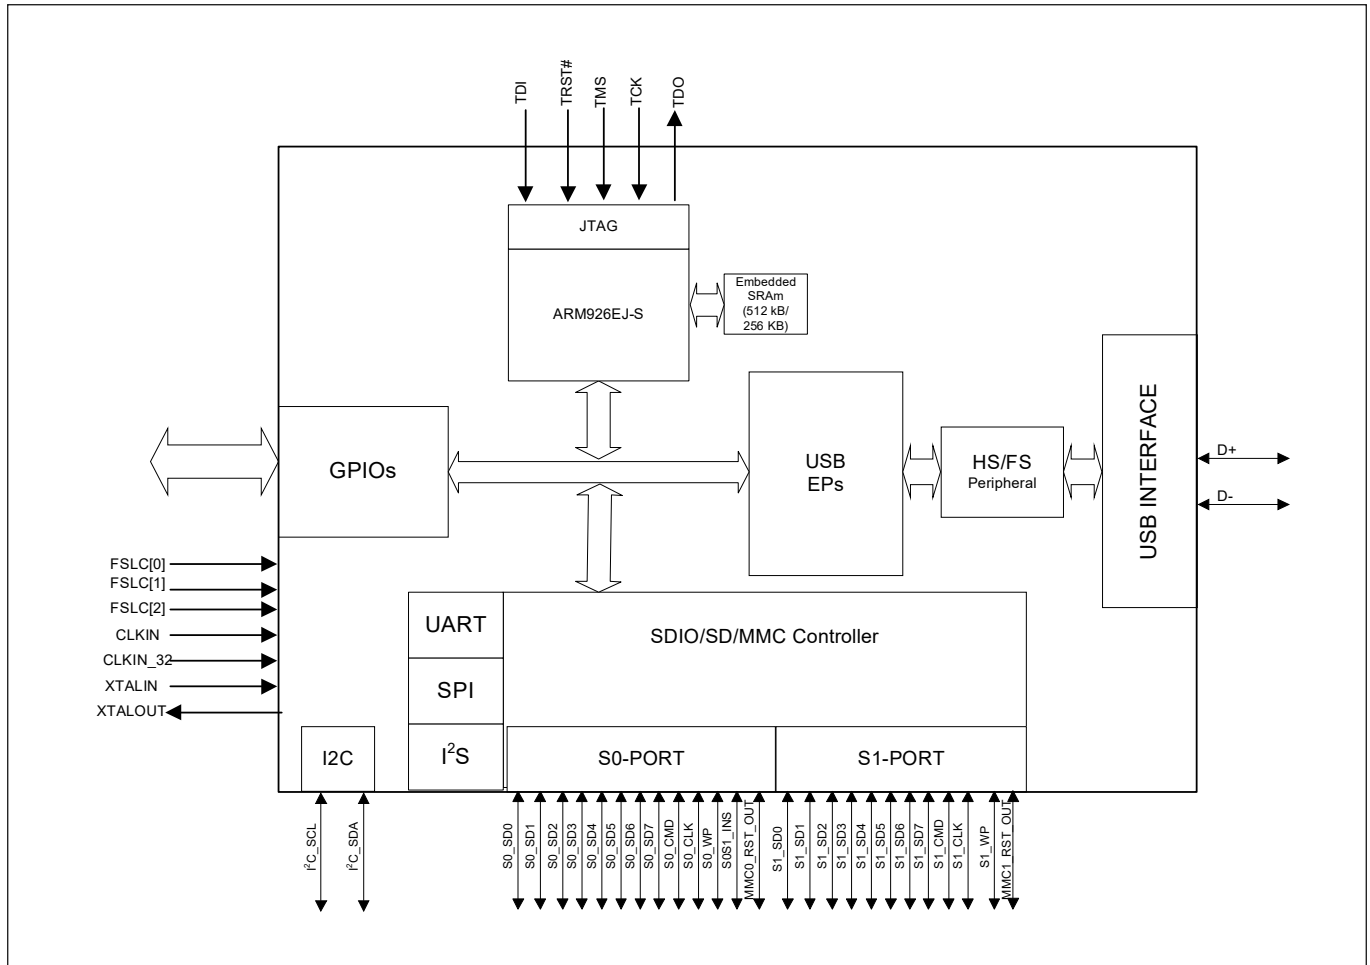 TDI
TRST#
TMS
TCK
TDO
JTAG
ARM926EJ-S
Embedded
SRAm
(512 kB/
256 KB)
GPIOs
USB
EPs
HS/FS
Peripheral
USB INTERFACE
D+
D-
FSLC[0]
FSLC[1]
FSLC[2]
CLKIN
CLKIN_32
XTALIN
XTALOUT
UART
SPI
I²S
SDIO/SD/MMC Controller
I2C
S0-PORT
S1-PORT
I²C_SCL
I²C_SDA
S0_SD0
S0_SD1
S0_SD2
S0_SD3
S0_SD4
S0_SD5
S0_SD6
S0_SD7
S0_CMD
S0_CLK
S0_WP
S0S1_INS
MMC0_RST_OUT
S1_SD0
S1_SD1
S1_SD2
S1_SD3
S1_SD4
S1_SD5
S1_SD6
S1_SD7
S1_CMD
S1_CLK
S1_WP
MMC1_RST_OUT